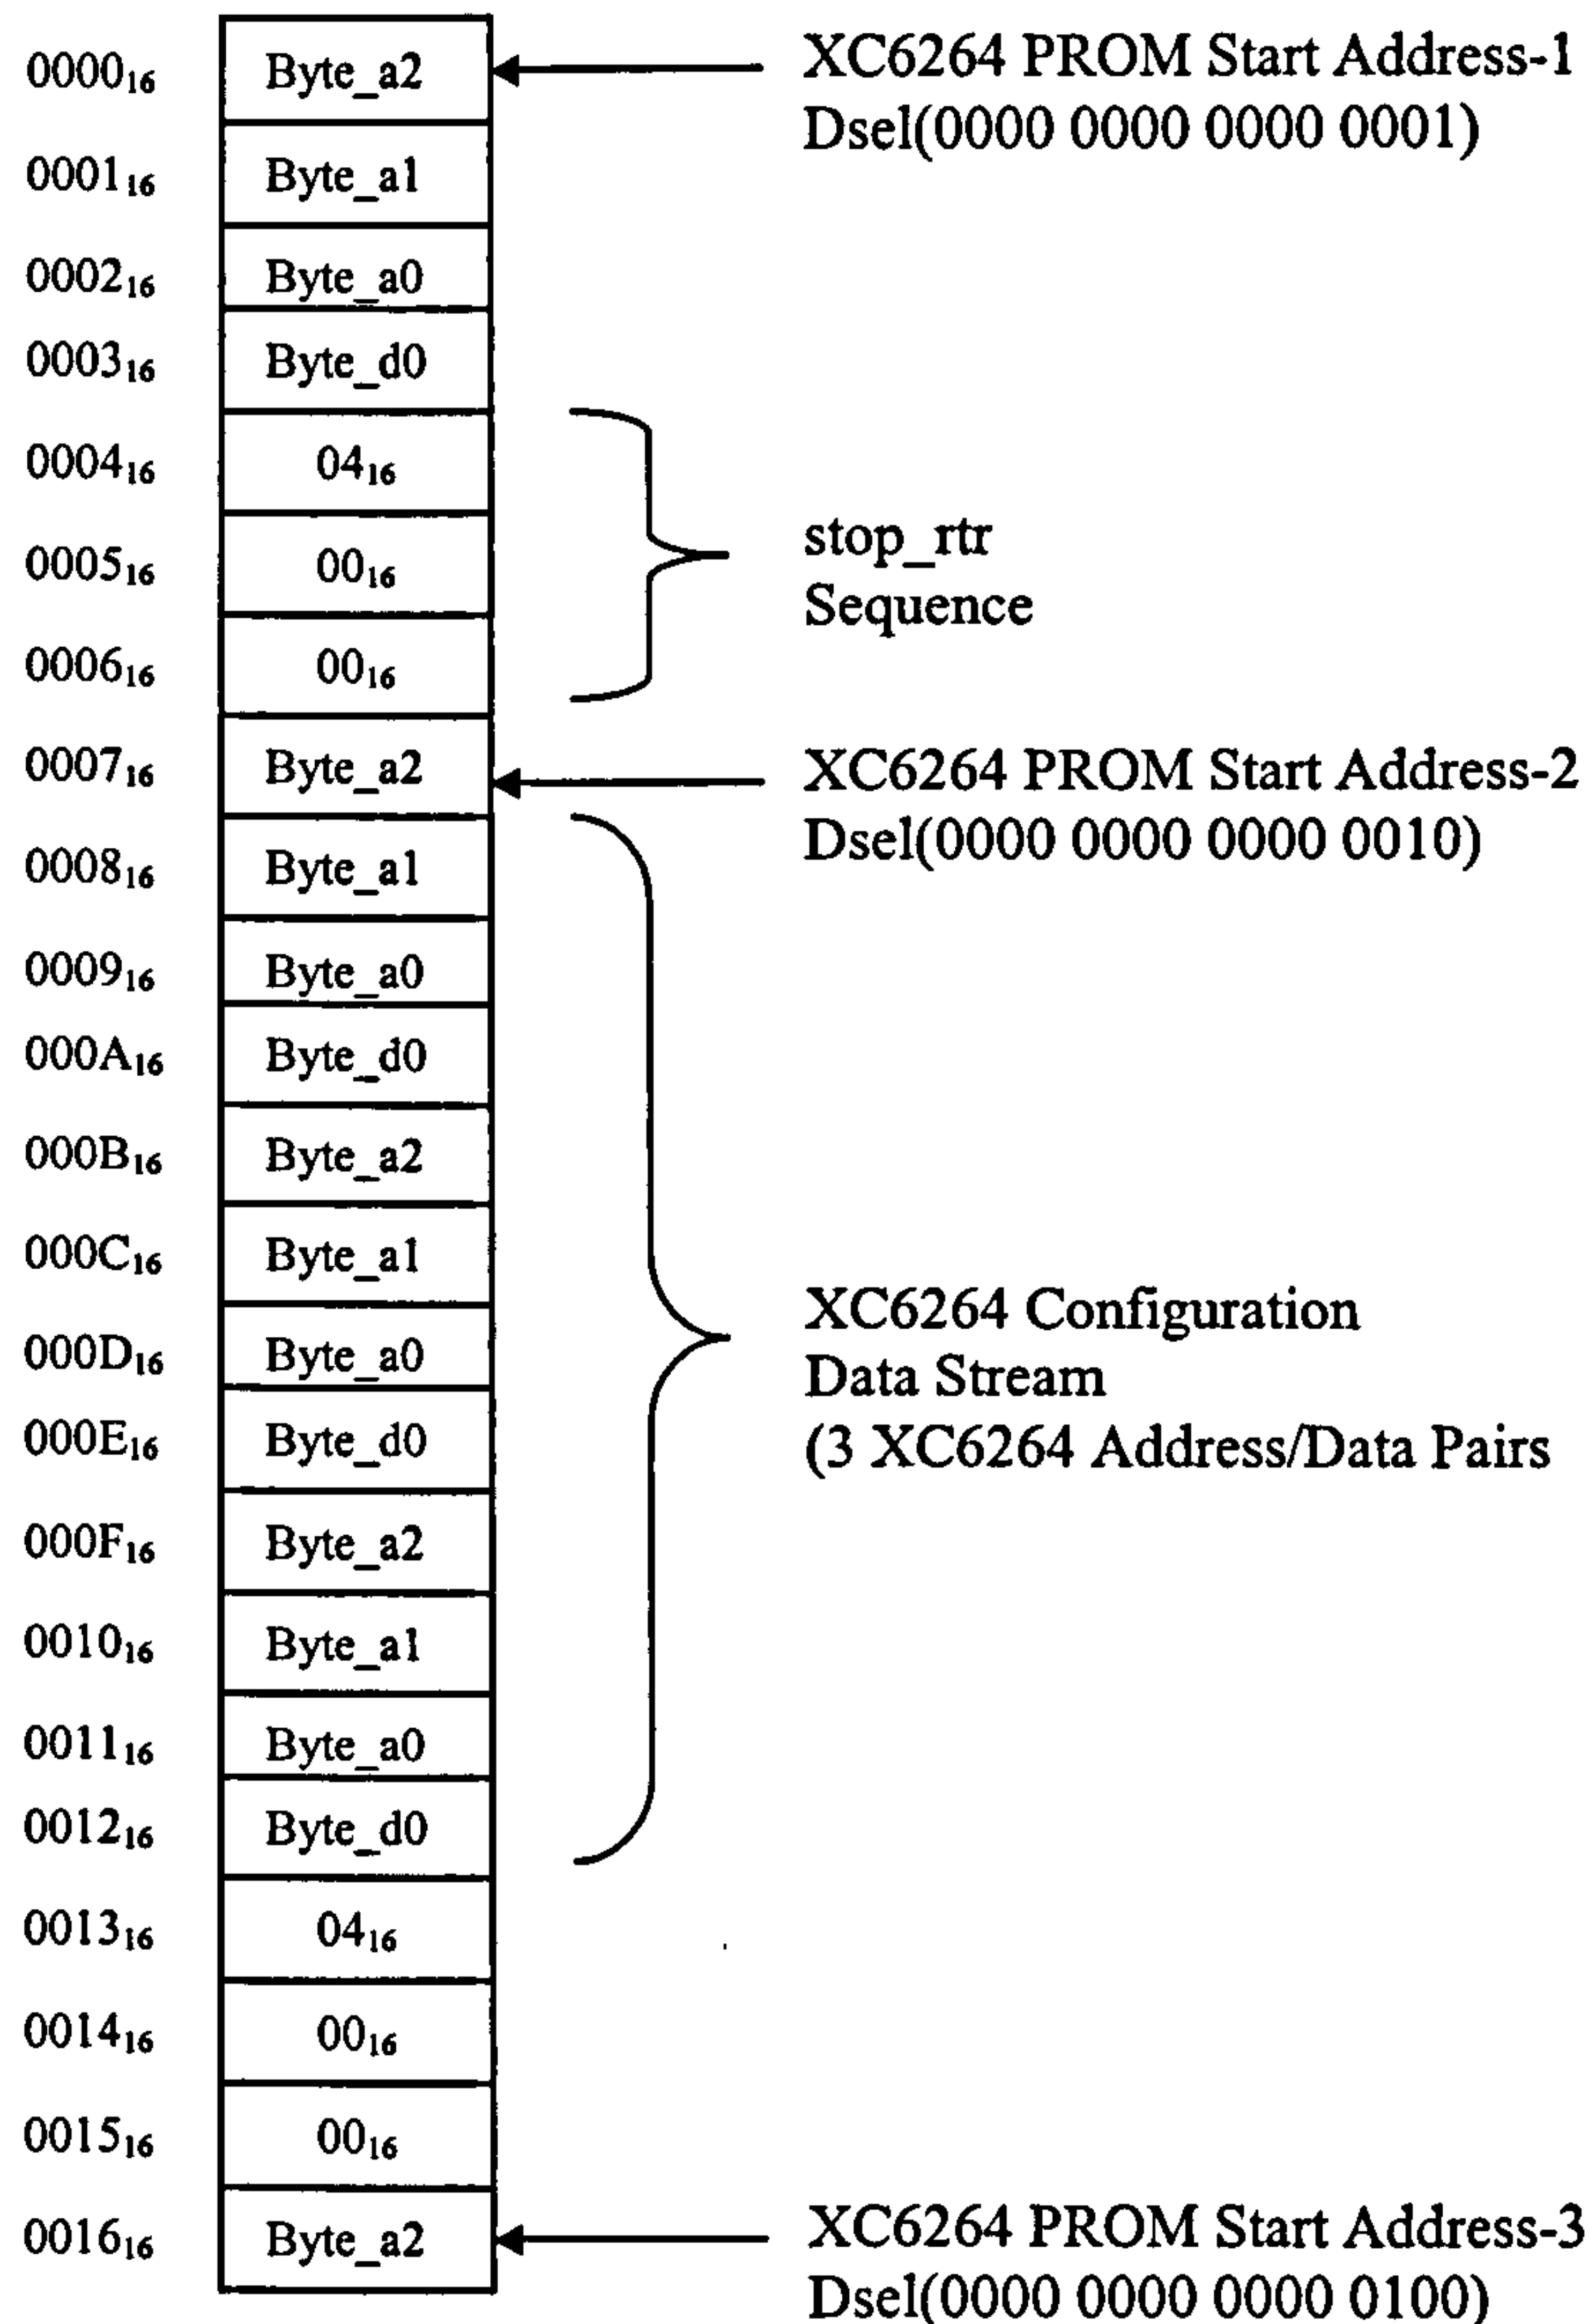 0000₁₆ Byte_a2 XC6264 PROM Start Address-1
Dsel(0000 0000 0000 0001)
0001₁₆ Byte_a1
0002₁₆ Byte_a0
0003₁₆ Byte_d0
0004₁₆ 04₁₆
0005₁₆ 00₁₆
stop_rtr
Sequence
0006₁₆ 00₁₆
0007₁₆ Byte_a2 XC6264 PROM Start Address-2
Dsel(0000 0000 0000 0010)
0008₁₆ Byte_a1
0009₁₆ Byte_a0
000A₁₆ Byte_d0
000B₁₆ Byte_a2
000C₁₆ Byte_a1
XC6264 Configuration
Data Stream
(3 XC6264 Address/Data Pairs
000D₁₆ Byte_a0
000E₁₆ Byte_d0
000F₁₆ Byte_a2
0010₁₆ Byte_a1
0011₁₆ Byte_a0
0012₁₆ Byte_d0
0013₁₆ 04₁₆
0014₁₆ 00₁₆
0015₁₆ 00₁₆
0016₁₆ Byte_a2 XC6264 PROM Start Address-3
Dsel(0000 0000 0000 0100)